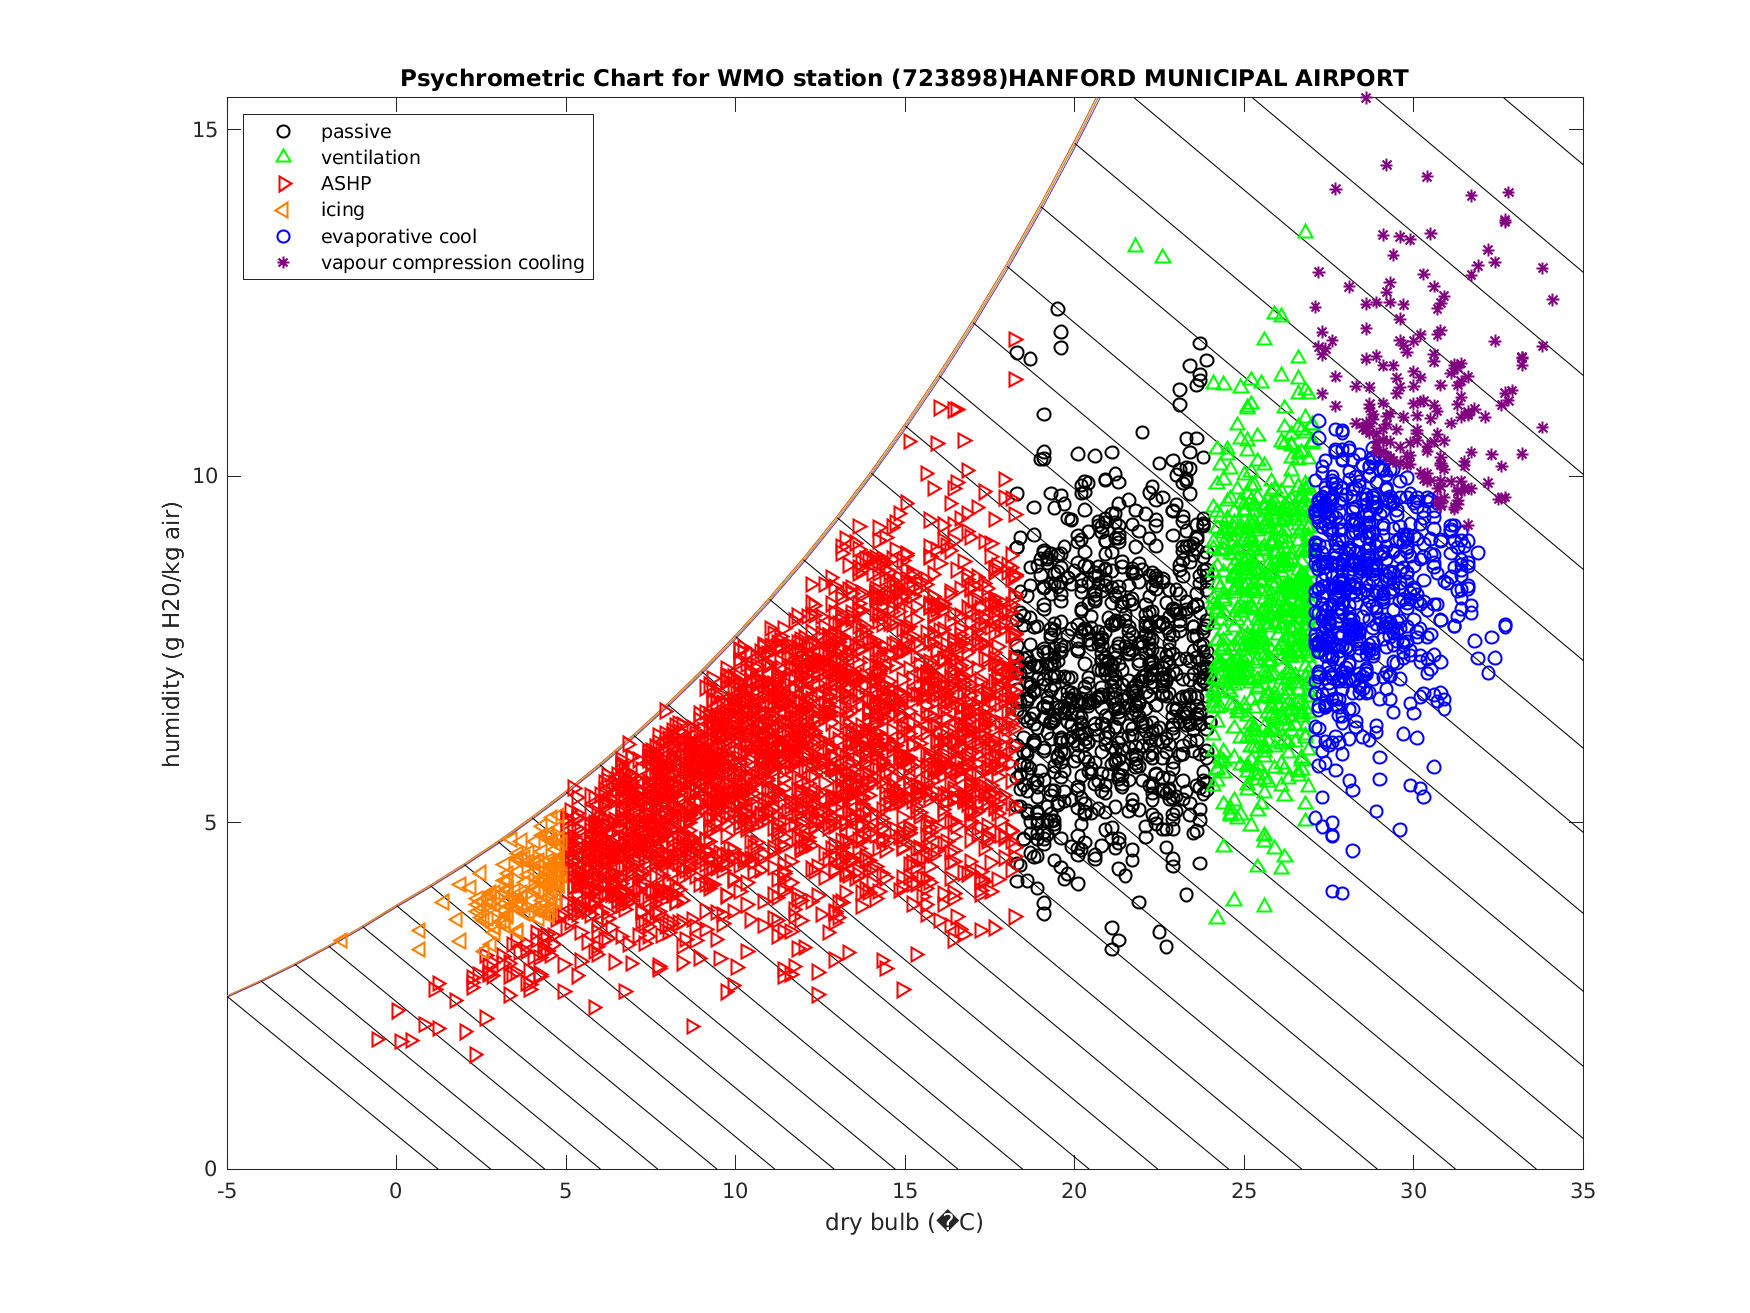 Psychrometric Chart for WMO station (723898)HANFORD MUNICIPAL AIRPORT
passive
ventilation
ASHP
icing
evaporative cool
vapour compression cooling
humidity (g H20/kg air)
15
10
5
0
-5 0 5 10 15 20 25 30 35
dry bulb (�C)